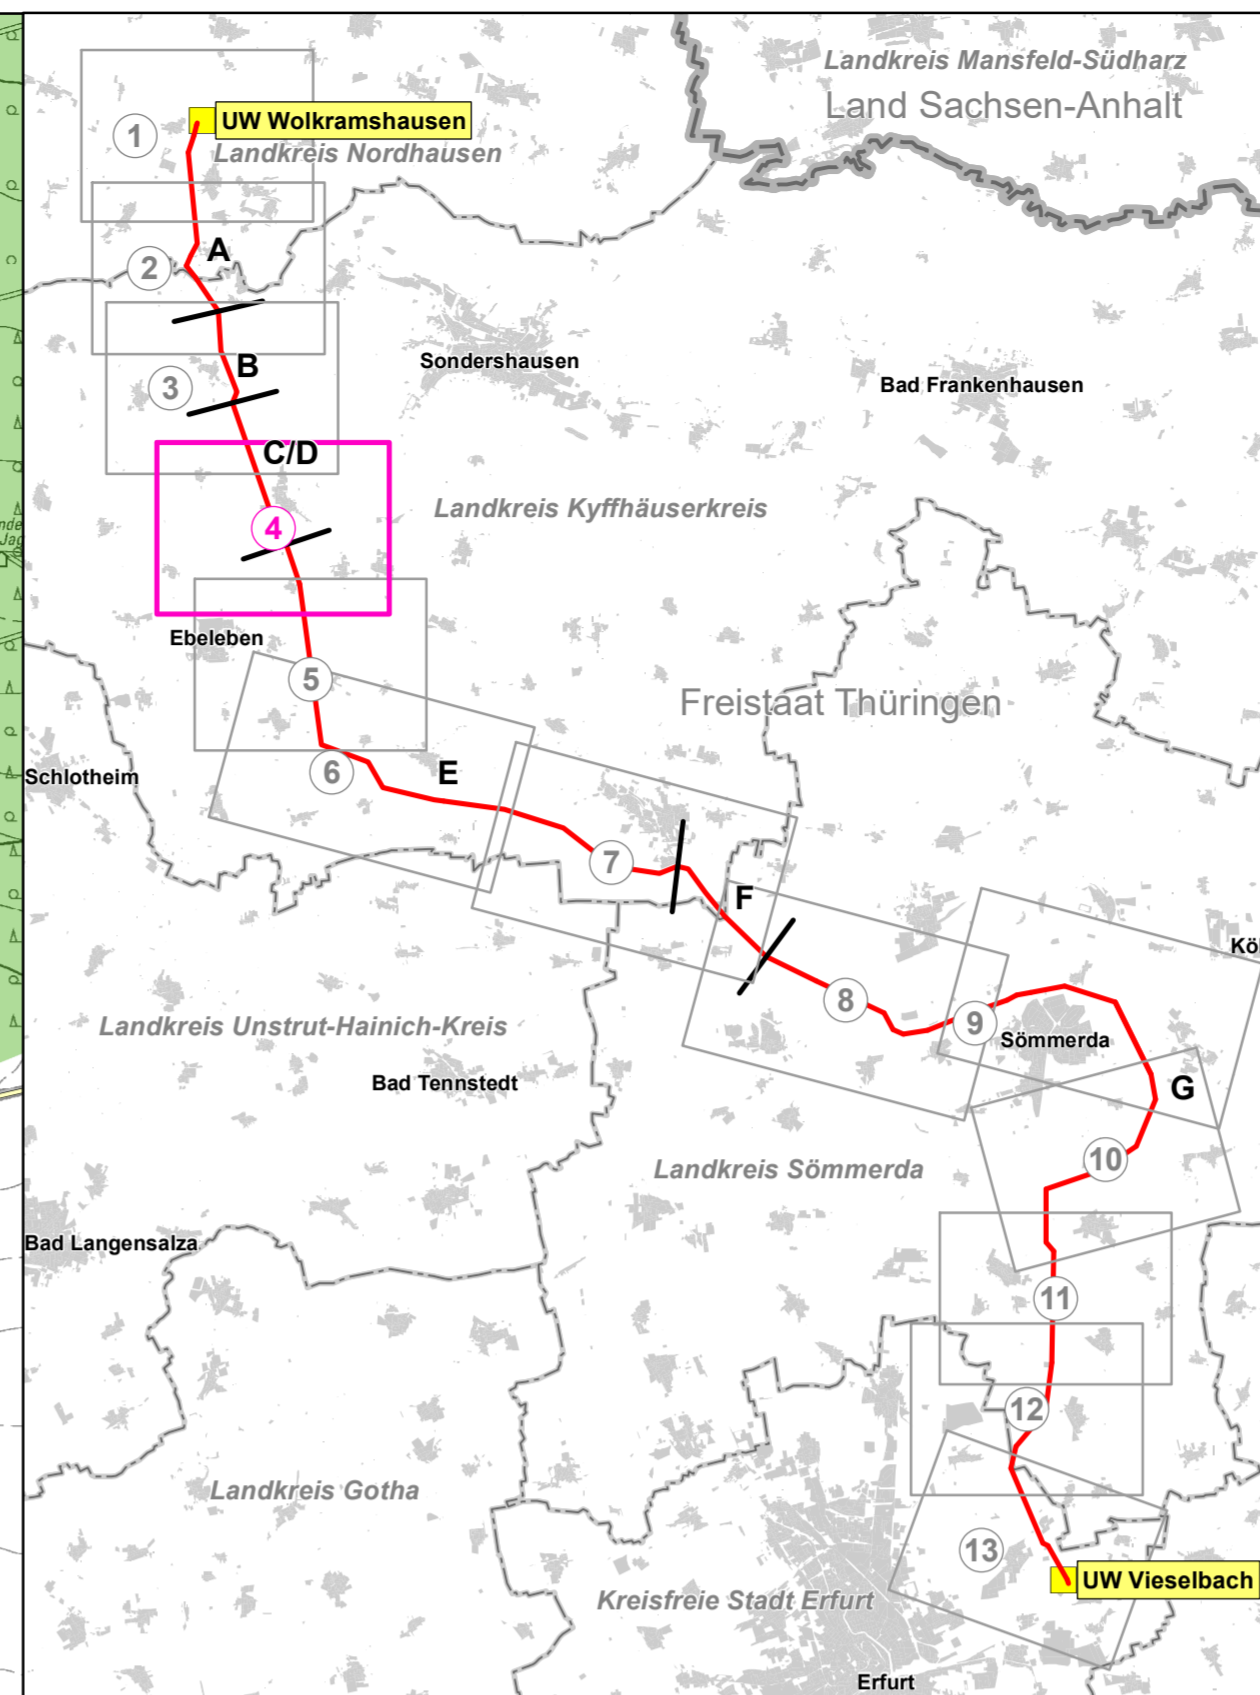 Landkreis Mansfeld-Südharz
Land Sachsen-Anhalt
1
UW Wolkramshausen
Landkreis Nordhausen
2
A
3
B
Sondershausen
Bad Frankenhausen
C/D
Landkreis Kyffhäuserkreis
4
Ebeleben
5
Freistaat Thüringen
Schlotheim
6
E
7
F
Kö
8
9
Sömmerda
Landkreis Unstrut-Hainich-Kreis
Bad Tennstedt
G
10
Landkreis Sömmerda
Bad Langensalza
11
12
Landkreis Gotha
13
UW Vieselbach
Kreisfreie Stadt Erfurt
Erfurt